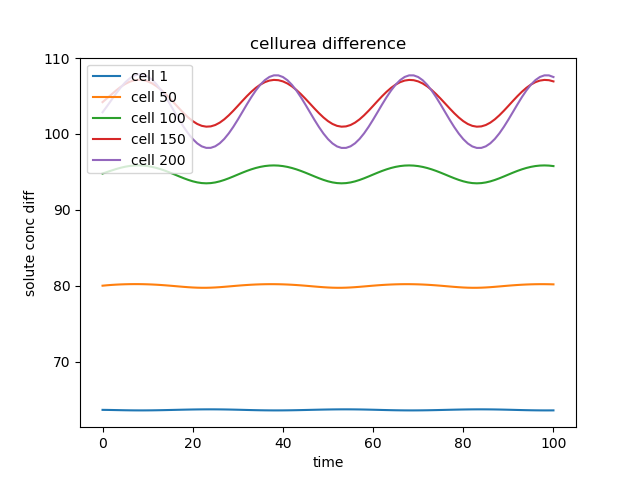 cellurea difference
110
100
90
80
70
solute conc diff
cell 1
cell 50
cell 100
cell 150
cell 200
0
20
40
60
80
100
time